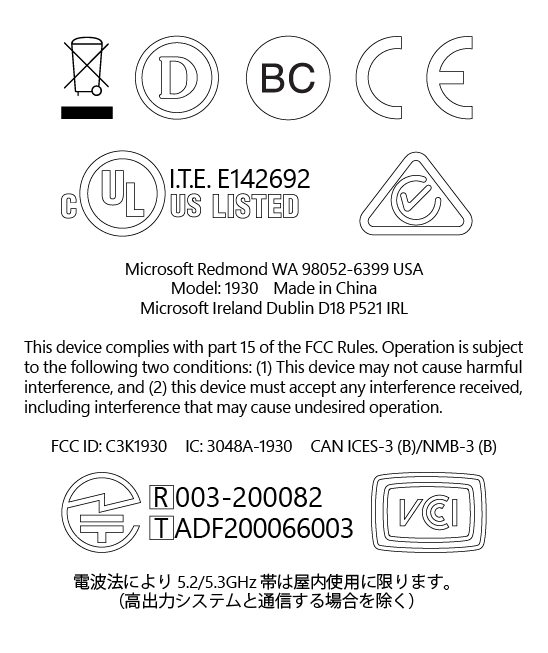 D BC CE
UL I.T.E. E142692
C US LISTED
Microsoft Redmond WA 98052-6399 USA
Model: 1930 Made in China
Microsoft Ireland Dublin D18 P521 IRL
This device complies with part 15 of the FCC Rules. Operation is subject
to the following two conditions: (1) This device may not cause harmful
interference, and (2) this device must accept any interference received,
including interference that may cause undesired operation.
FCC ID: C3K1930 IC: 3048A-1930 CAN ICES-3 (B)/NMB-3 (B)
R 003-200082
T ADF200066003
VCCI
電波法により 5.2/5.3GHz 帯は屋内使用に限ります。
（高出力システムと通信する場合を除く）